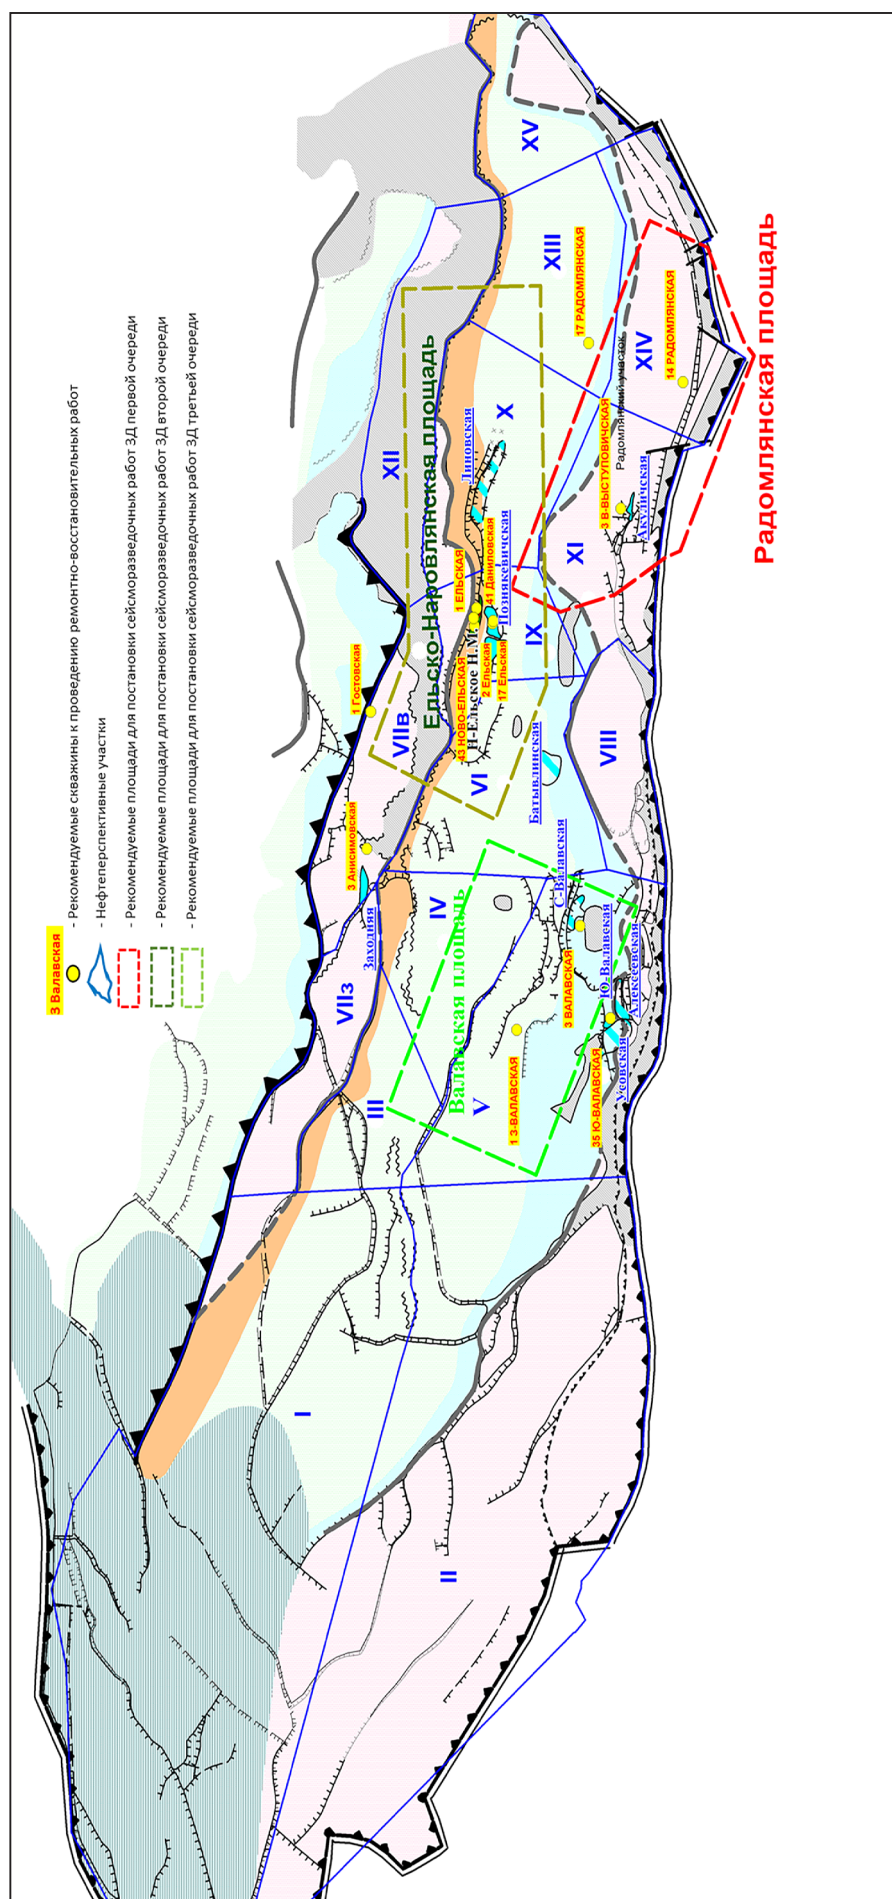 3 Валавская
- Рекомендуемые скважины к проведению ремонтно-восстановительных работ
- Нефтеперспективные участки
- Рекомендуемые площади для постановки сейсморазведочных работ 3Д первой очереди
- Рекомендуемые площади для постановки сейсморазведочных работ 3Д второй очереди
- Рекомендуемые площади для постановки сейсморазведочных работ 3Д третьей очереди
I
II
III
VIIз
Заходняя
3 Анисимовская
VIIв
1 Гостовская
XII
Ельско-Наровлянская площадь
IV
Валавская площадь
V
1 З-ВАЛАВСКАЯ
3 ВАЛАВСКАЯ
С-Валавская
35 Ю-ВАЛАВСКАЯ
Ю-Валавская
Усовская
Алексеевская
VI
Батывлинская
VIII
43 НОВО-ЕЛЬСКАЯ
Н-Ельское Н.М.
1 ЕЛЬСКАЯ
2 Ельская
17 Ельская
41 Даниловская
Познякевичская
IX
Линовская
X
XI
3 В-ВЫСТУПОВИЧСКАЯ
Акуличская
Радомлянский участок
XIII
17 РАДОМЛЯНСКАЯ
XIV
14 РАДОМЛЯНСКАЯ
XV
Радомлянская площадь